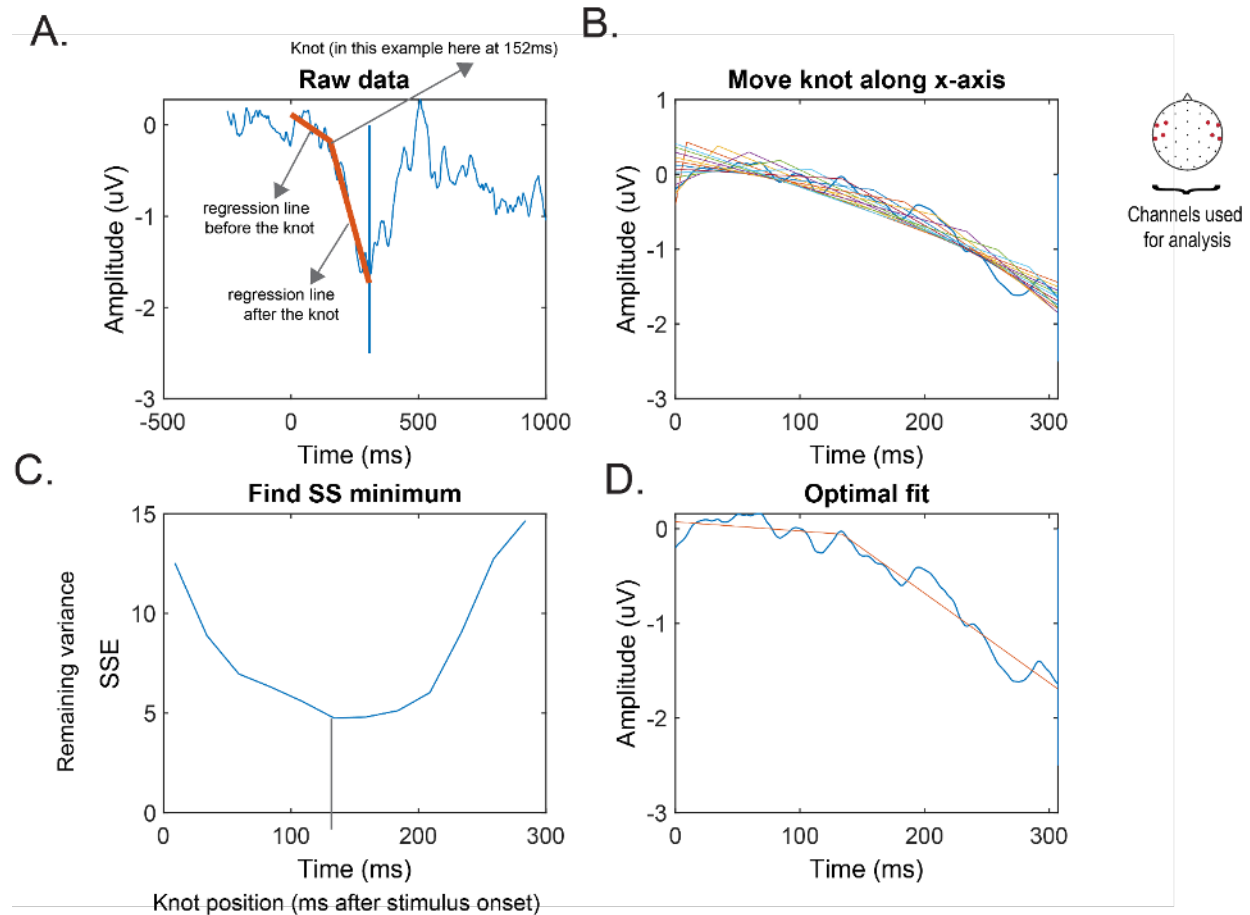 A.
Knot (in this example here at 152ms)
Raw data
0
-1
-2
-3
Amplitude (uV)
regression line
before the knot
regression line
after the knot
-500
0
500
1000
Time (ms)
B.
Move knot along x-axis
1
0
-1
-2
-3
Amplitude (uV)
0
100
200
300
Time (ms)
Channels used
for analysis
C.
Find SS minimum
15
10
5
0
Remaining variance
SSE
0
100
200
300
Time (ms)
Knot position (ms after stimulus onset)
D.
Optimal fit
0
-1
-2
-3
Amplitude (uV)
0
100
200
300
Time (ms)